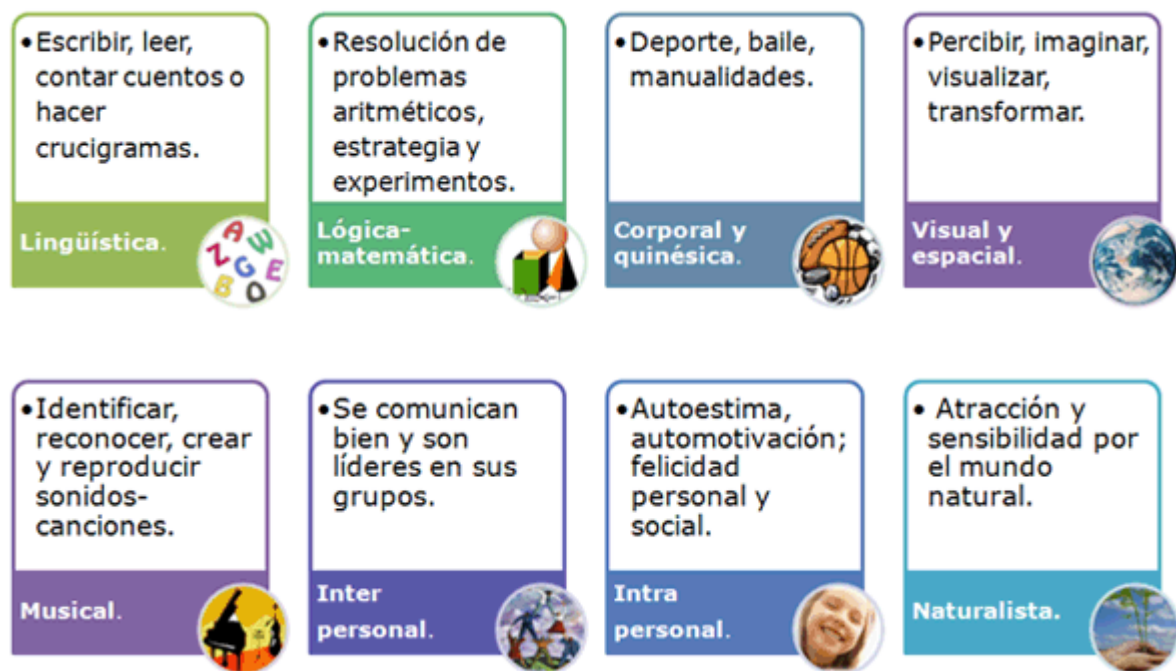 •Escribir, leer,
contar cuentos o
hacer
crucigramas.
Lingüística.
•Resolución de
problemas
aritméticos,
estrategia y
experimentos.
Lógica-
matemática.
•Deporte, baile,
manualidades.
Corporal y
quinésica.
•Percibir, imaginar,
visualizar,
transformar.
Visual y
espacial.
•Identificar,
reconocer, crear
y reproducir
sonidos-
canciones.
Musical.
•Se comunican
bien y son
líderes en sus
grupos.
Inter
personal.
•Autoestima,
automotivación;
felicidad
personal y
social.
Intra
personal.
• Atracción y
sensibilidad por
el mundo
natural.
Naturalista.
A
W
Z
G
E
B
O